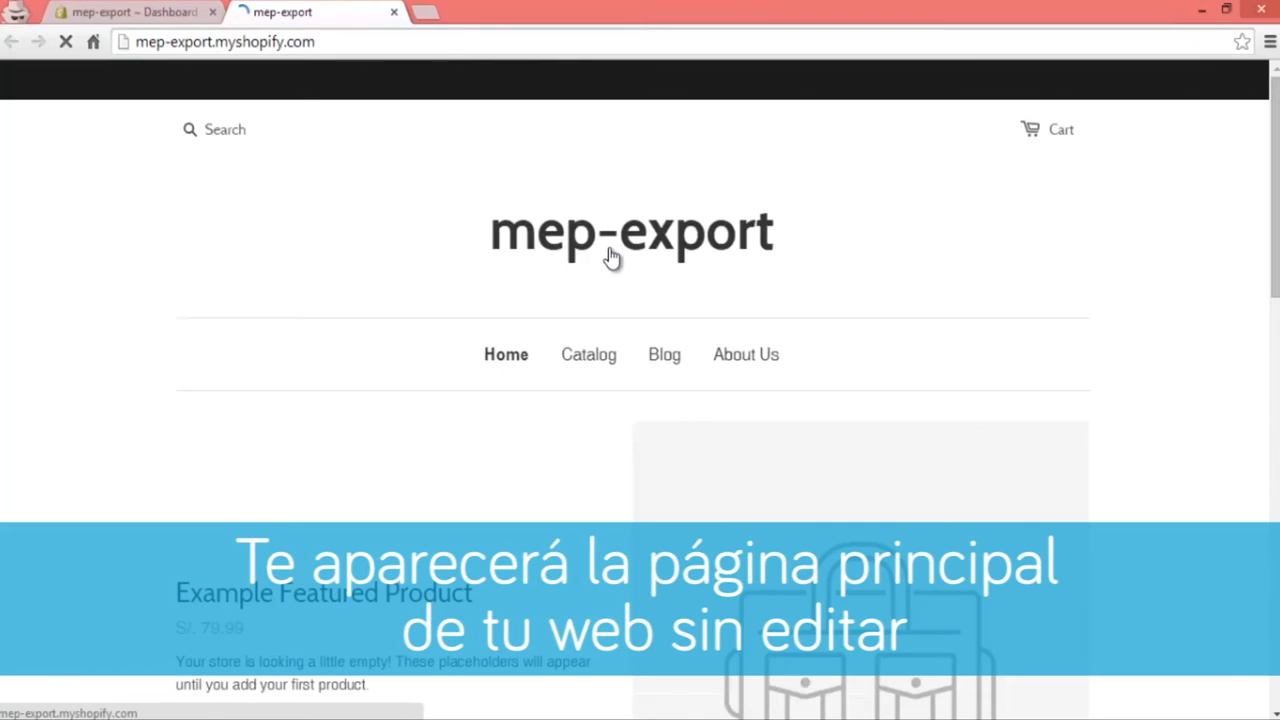 mep-export – Dashboard
mep-export
mep-export.myshopify.com
Search
Cart
mep-export
Home
Catalog
Blog
About Us
Te aparecerá la página principal
de tu web sin editar
Example Featured Product
S/. 79.99
Your store is looking a little empty! These placeholders will appear
until you add your first product.
mep-export.myshopify.com